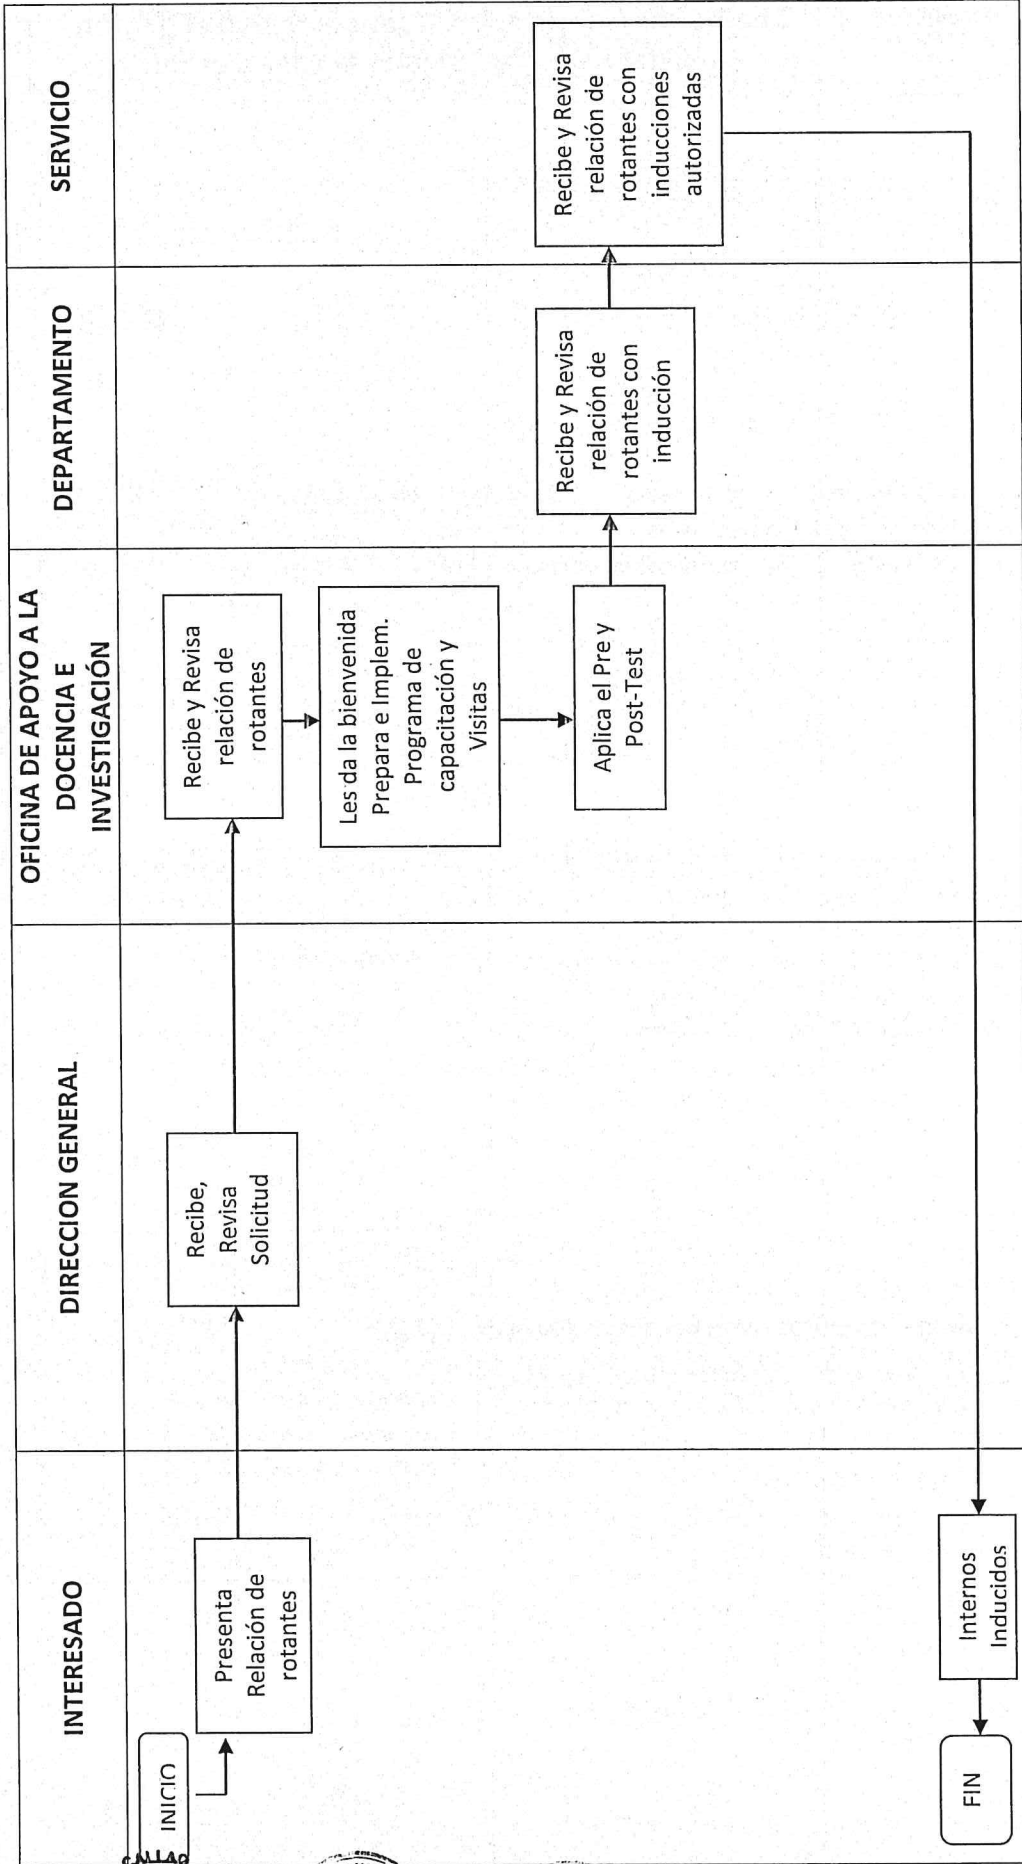 INTERESADO
DIRECCION GENERAL
OFICINA DE APOYO A LA
DOCENCIA E
INVESTIGACIÓN
DEPARTAMENTO
SERVICIO
INICIO
Presenta
Relación de
rotantes
Recibe,
Revisa
Solicitud
Recibe y Revisa
relación de
rotantes
Les da la bienvenida
Prepara e Implem.
Programa de
capacitación y
Visitas
Aplica el Pre y
Post-Test
Recibe y Revisa
relación de
rotantes con
inducción
Recibe y Revisa
relación de
rotantes con
inducciones
autorizadas
Internos
Inducidos
FIN